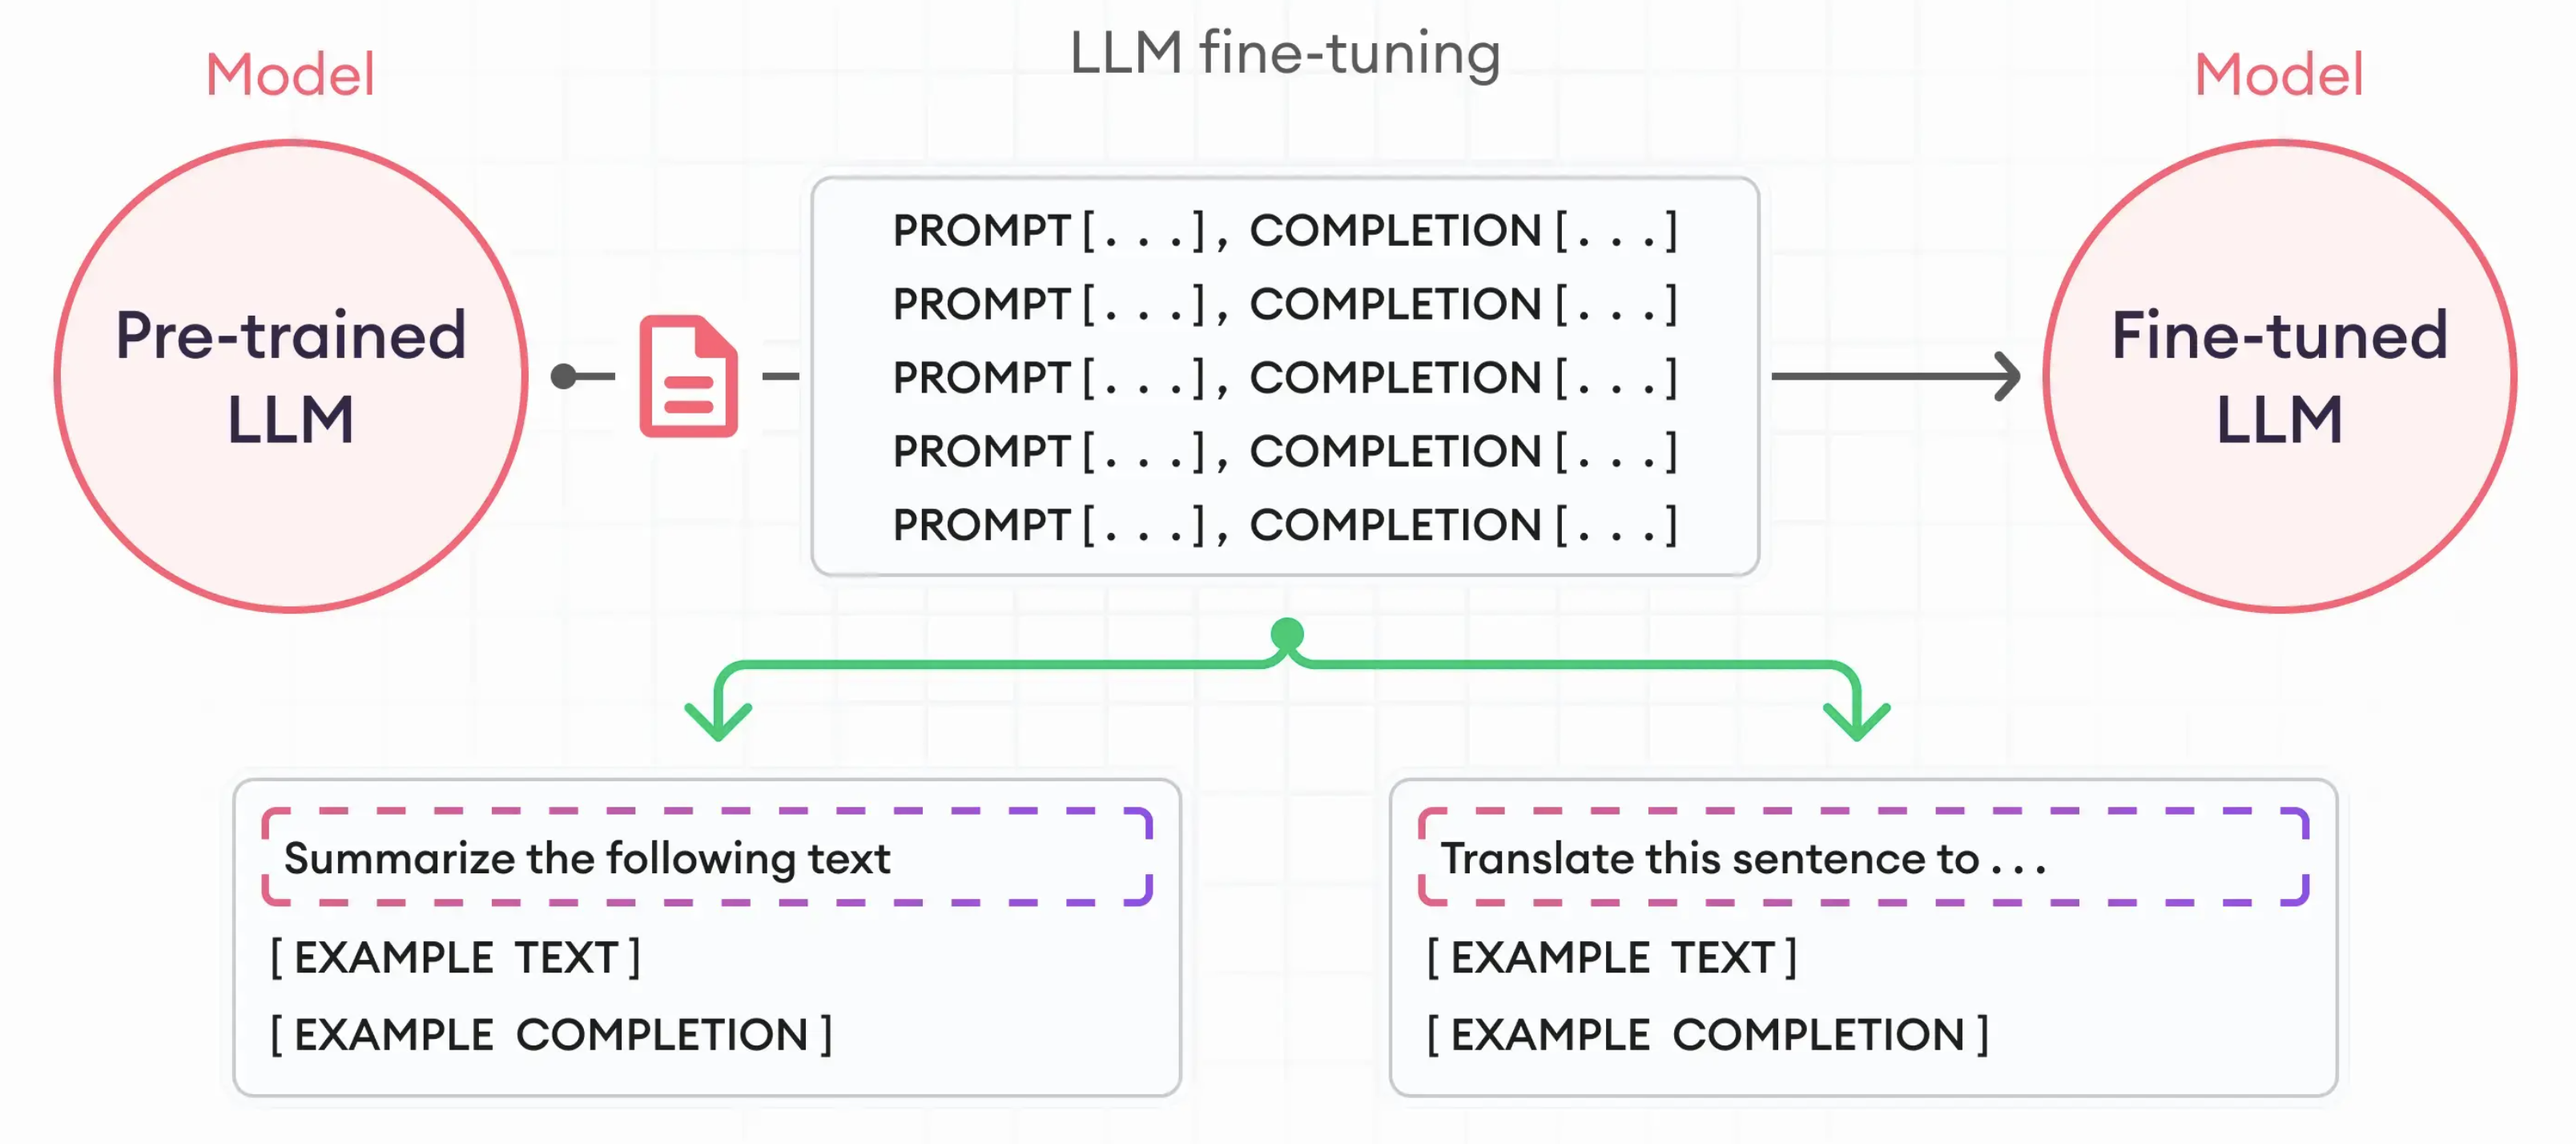 LLM fine-tuning
Model
Model
Pre-trained
LLM
PROMPT [ . . . ] , COMPLETION [ . . . ]
PROMPT [ . . . ] , COMPLETION [ . . . ]
PROMPT [ . . . ] , COMPLETION [ . . . ]
PROMPT [ . . . ] , COMPLETION [ . . . ]
PROMPT [ . . . ] , COMPLETION [ . . . ]
Fine-tuned
LLM
Summarize the following text
[ EXAMPLE TEXT ]
[ EXAMPLE COMPLETION ]
Translate this sentence to . . .
[ EXAMPLE TEXT ]
[ EXAMPLE COMPLETION ]